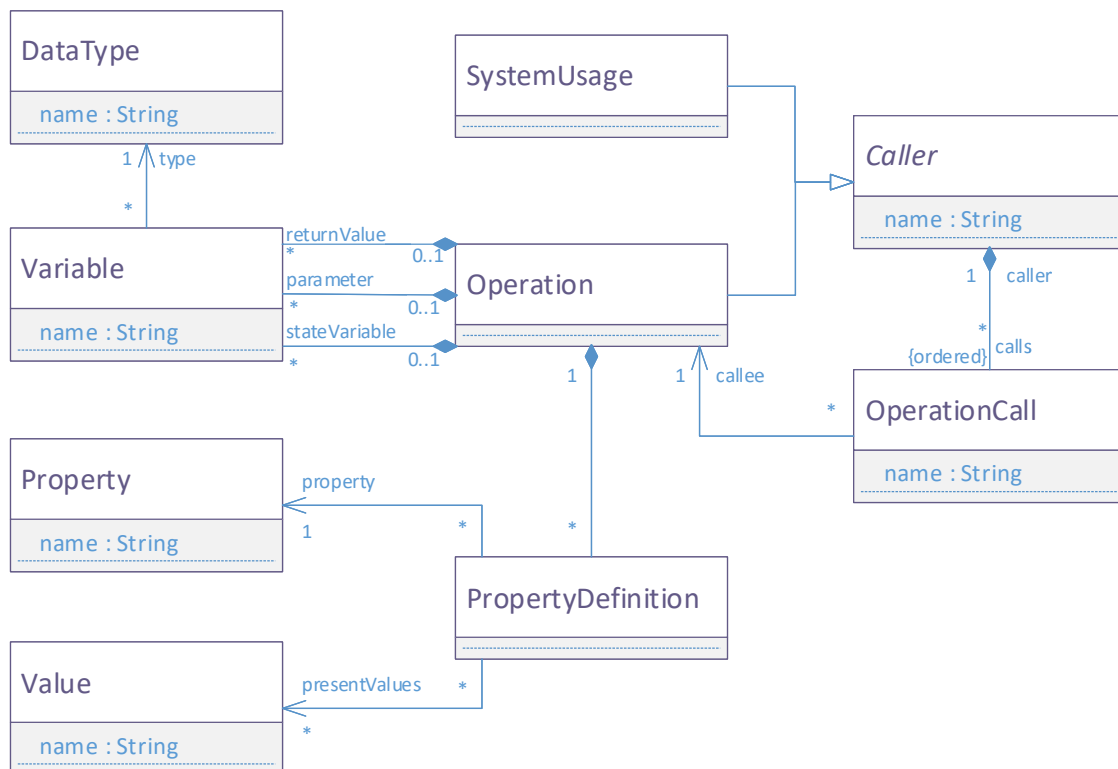 DataType
name : String
1
type
*
SystemUsage
Caller
name : String
1
caller
*
calls
{ordered}
Variable
name : String
returnValue
*
0..1
parameter
*
0..1
stateVariable
*
0..1
Operation
1
1
callee
*
OperationCall
name : String
Property
name : String
property
1
*
*
PropertyDefinition
Value
name : String
presentValues
*
*